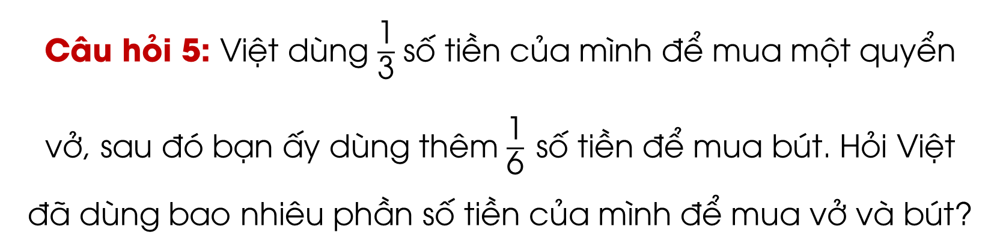 Câu hỏi 5: Việt dùng 1/3 số tiền của mình để mua một quyển
vở, sau đó bạn ấy dùng thêm 1/6 số tiền để mua bút. Hỏi Việt
đã dùng bao nhiêu phần số tiền của mình để mua vở và bút?